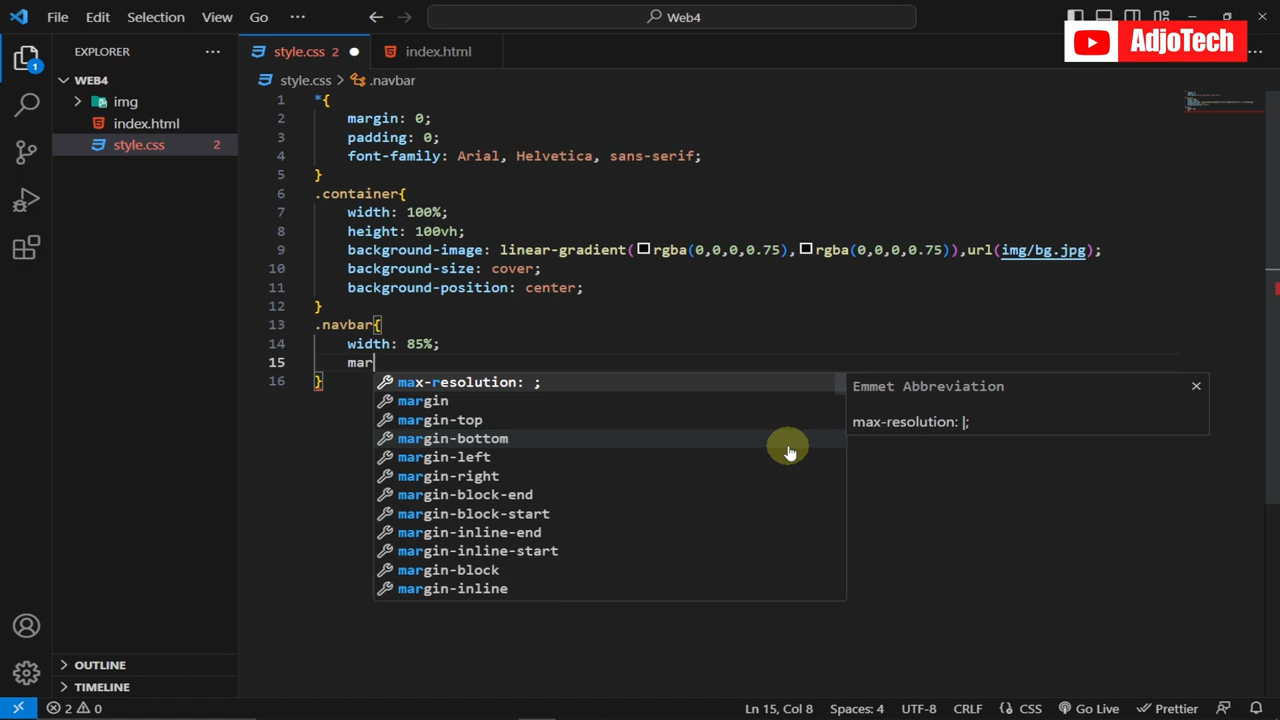 File Edit Selection View Go ··· Web4
AdjoTech
EXPLORER ···
style.css 2 index.html ···
1
WEB4
style.css > .navbar
img
index.html
style.css 2
1 *{
2 margin: 0;
3 padding: 0;
4 font-family: Arial, Helvetica, sans-serif;
5 }
6 .container{
7 width: 100%;
8 height: 100vh;
9 background-image: linear-gradient(rgba(0,0,0,0.75),rgba(0,0,0,0.75)),url(img/bg.jpg);
10 background-size: cover;
11 background-position: center;
12 }
13 .navbar{
14 width: 85%;
15 mar
16 }
max-resolution: ;
margin
margin-top
margin-bottom
margin-left
margin-right
margin-block-end
margin-block-start
margin-inline-end
margin-inline-start
margin-block
margin-inline
Emmet Abbreviation
max-resolution: |;
OUTLINE
TIMELINE
2 0 Ln 15, Col 8 Spaces: 4 UTF-8 CRLF {} CSS Go Live Prettier